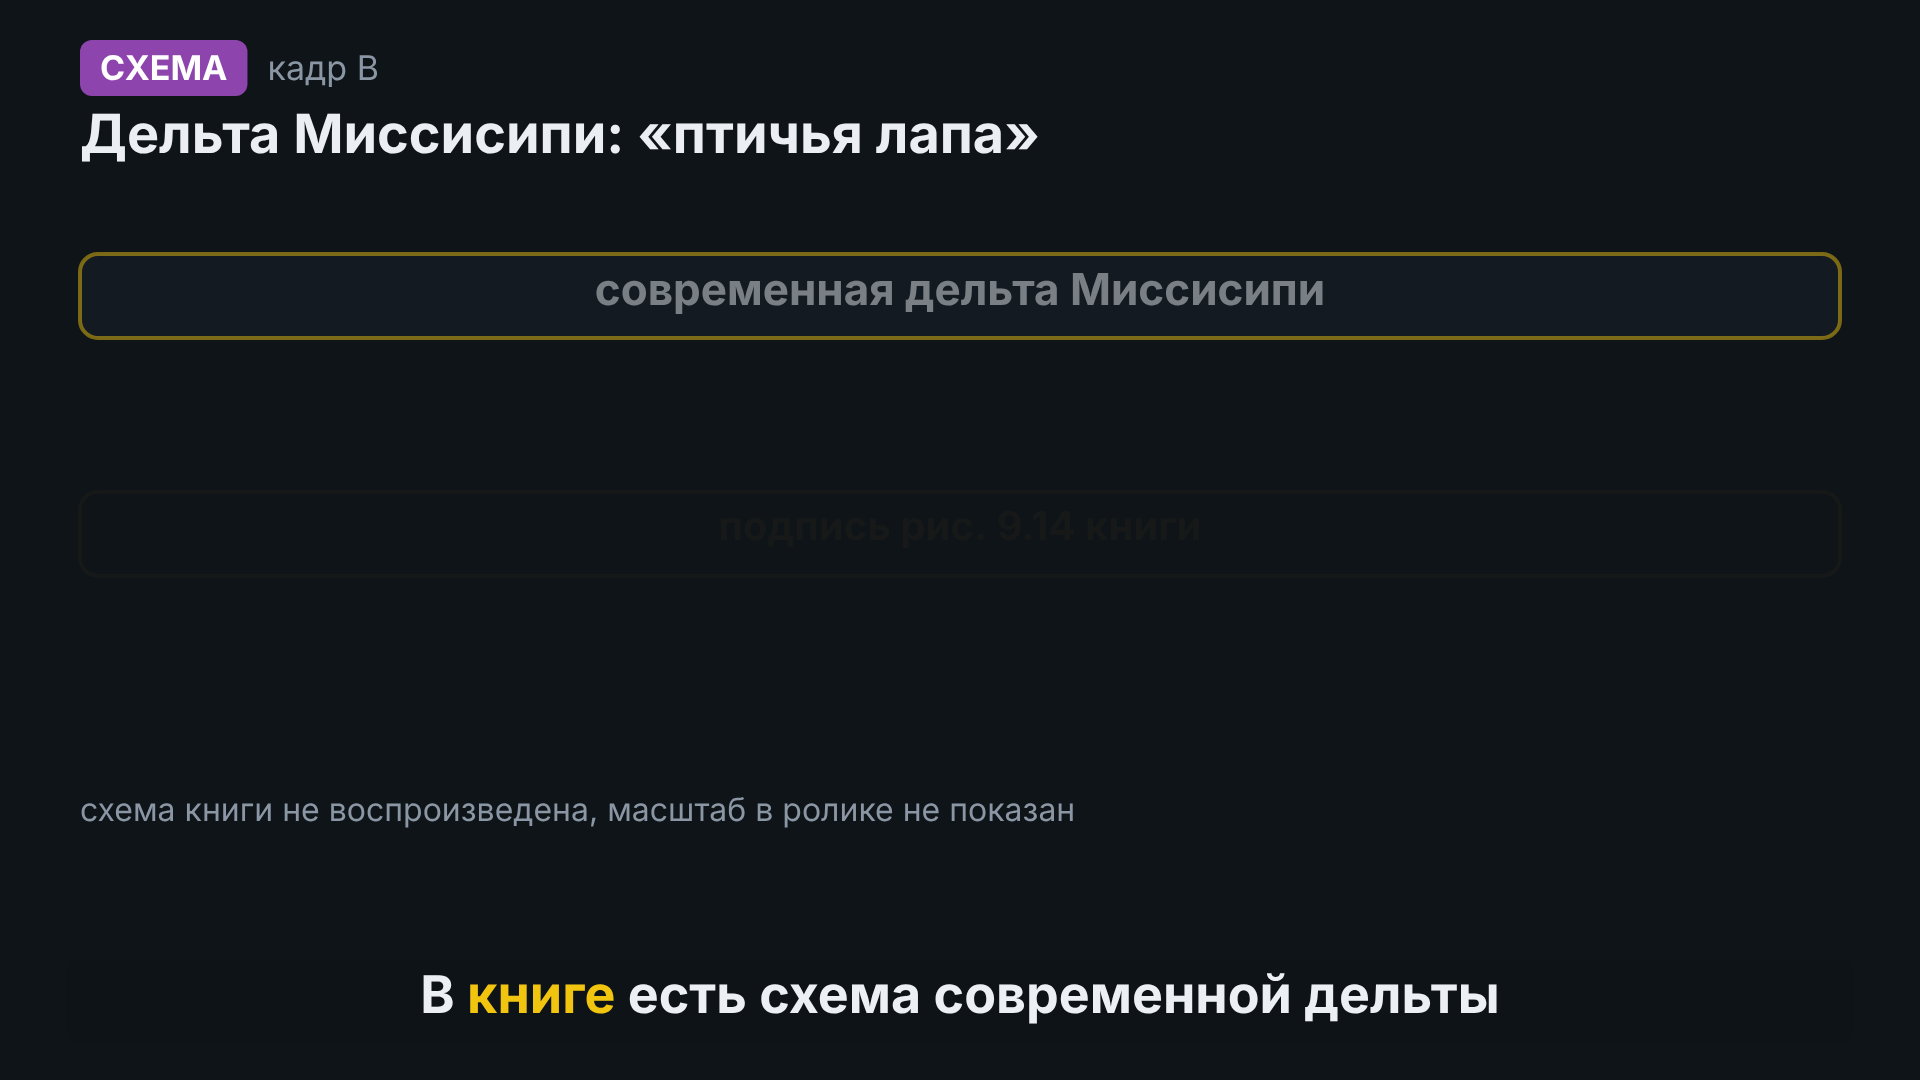 СХЕМА кадр В
Дельта Миссисипи: «птичья лапа»
современная дельта Миссисипи
подпись рис. 9.14 книги
схема книги не воспроизведена, масштаб в ролике не показан
В книге есть схема современной дельты